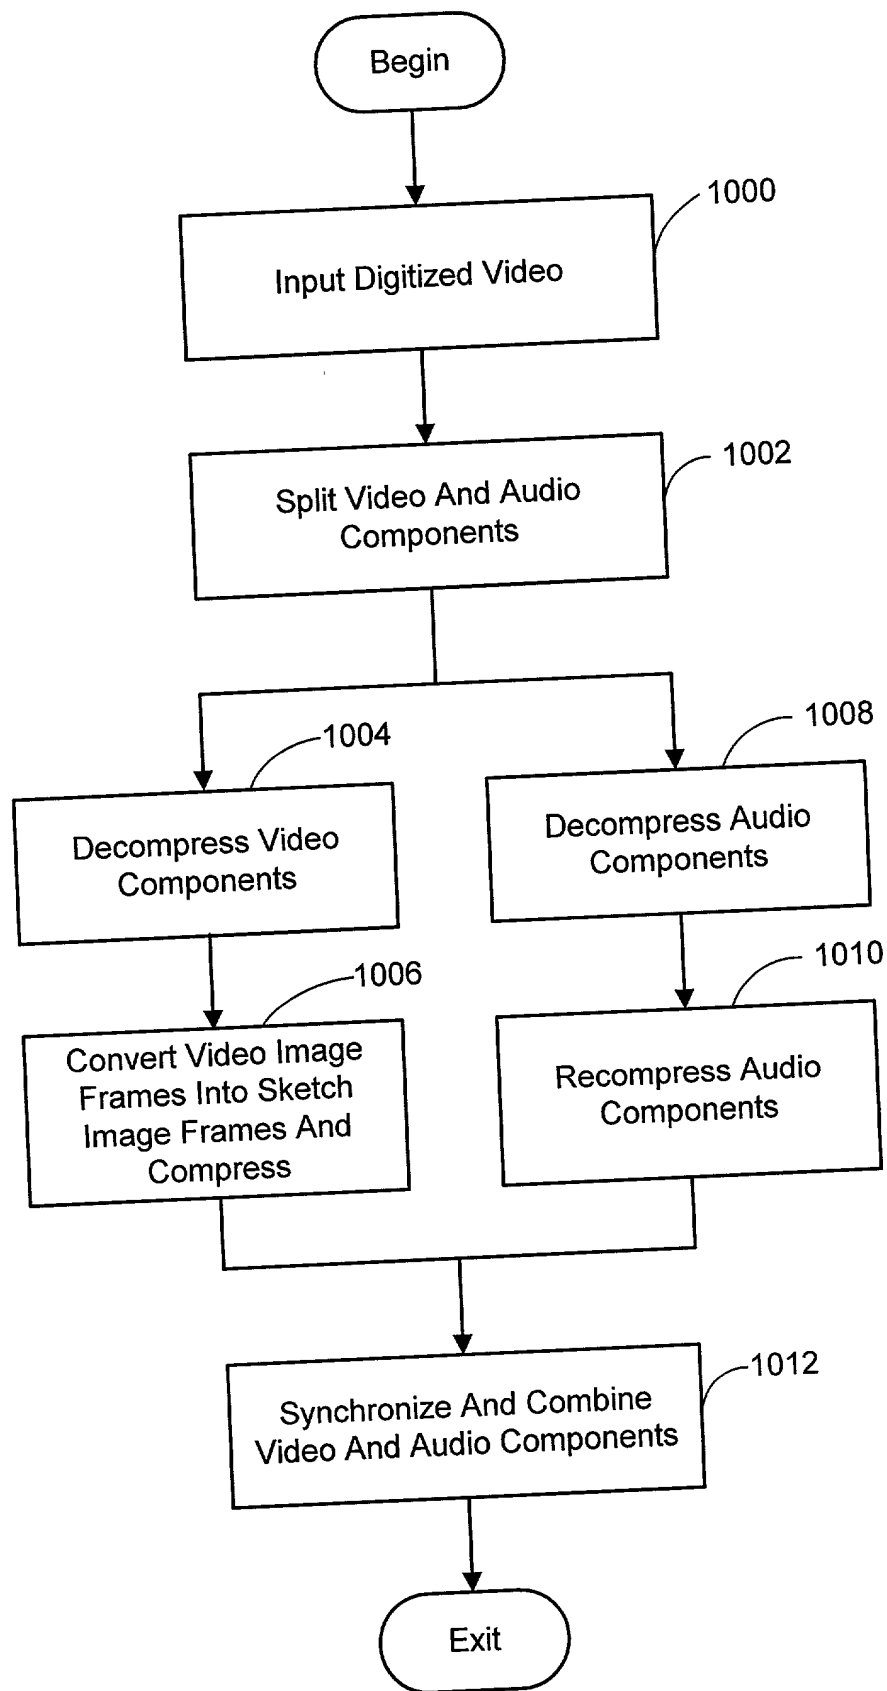 Begin
1000
Input Digitized Video
1002
Split Video And Audio
Components
1004
Decompress Video
Components
1008
Decompress Audio
Components
1006
Convert Video Image
Frames Into Sketch
Image Frames And
Compress
1010
Recompress Audio
Components
1012
Synchronize And Combine
Video And Audio Components
Exit